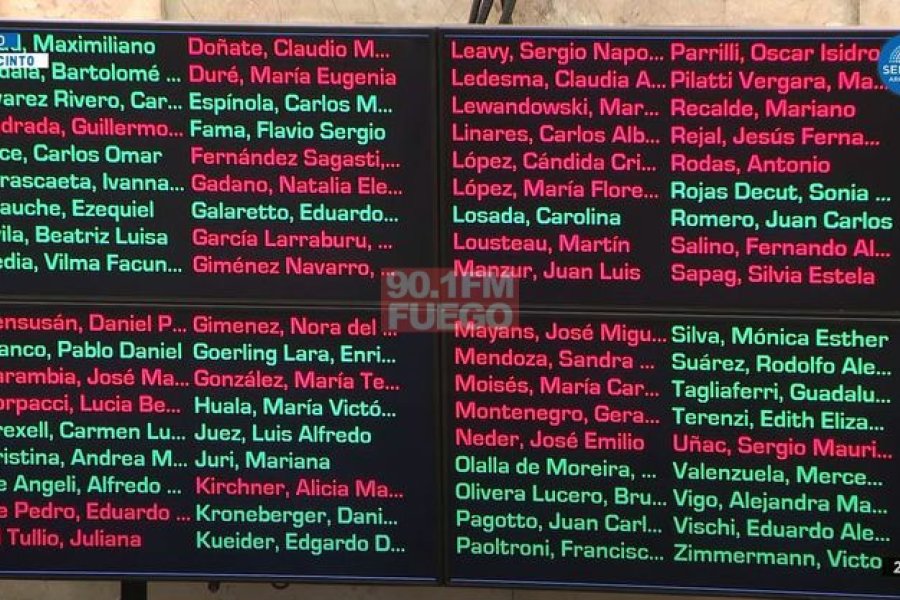 CINTO
Maximiliano
Bartolomé ...
Rivero, Car...
Guillermo...
Carlos Omar
Ivanna...
Ezequiel
Beatriz Luisa
Vilma Facun...
Doñate, Claudio M...
Duré, María Eugenia
Espínola, Carlos M...
Fama, Flavio Sergio
Fernández Sagasti,...
Gadano, Natalia Ele...
Galaretto, Eduardo...
García Larraburu, ...
Giménez Navarro, ...
Daniel P...
Pablo Daniel
José Ma...
Lucia Be...
Carmen Lu...
Andrea M...
Angeli, Alfredo ...
Pedro, Eduardo ...
Tullio, Juliana
Gimenez, Nora del ...
Goerling Lara, Enri...
González, María Te...
Huala, María Victó...
Juez, Luis Alfredo
Juri, Mariana
Kirchner, Alicia Ma...
Kroneberger, Dani...
Kueider, Edgardo D...
Leavy, Sergio Napo...
Ledesma, Claudia A...
Lewandowski, Mar...
Linares, Carlos Alb...
López, Cándida Cri...
López, María Flore...
Losada, Carolina
Lousteau, Martín
Manzur, Juan Luis
Parrilli, Oscar Isidro
Pilatti Vergara, Ma...
Recalde, Mariano
Rejal, Jesús Ferna...
Rodas, Antonio
Rojas Decut, Sonia ...
Romero, Juan Carlos
Salino, Fernando Al...
Sapag, Silvia Estela
Mayans, José Migu...
Mendoza, Sandra ...
Moisés, María Car...
Montenegro, Gera...
Neder, José Emilio
Olalla de Moreira, ...
Olivera Lucero, Bru...
Pagotto, Juan Carl...
Paoltroni, Francisc...
Silva, Mónica Esther
Suárez, Rodolfo Ale...
Tagliaferri, Guadalu...
Terenzi, Edith Eliza...
Uñac, Sergio Mauri...
Valenzuela, Merce...
Vigo, Alejandra Ma...
Vischi, Eduardo Ale...
Zimmermann, Victo
90.1FM
FUEGO